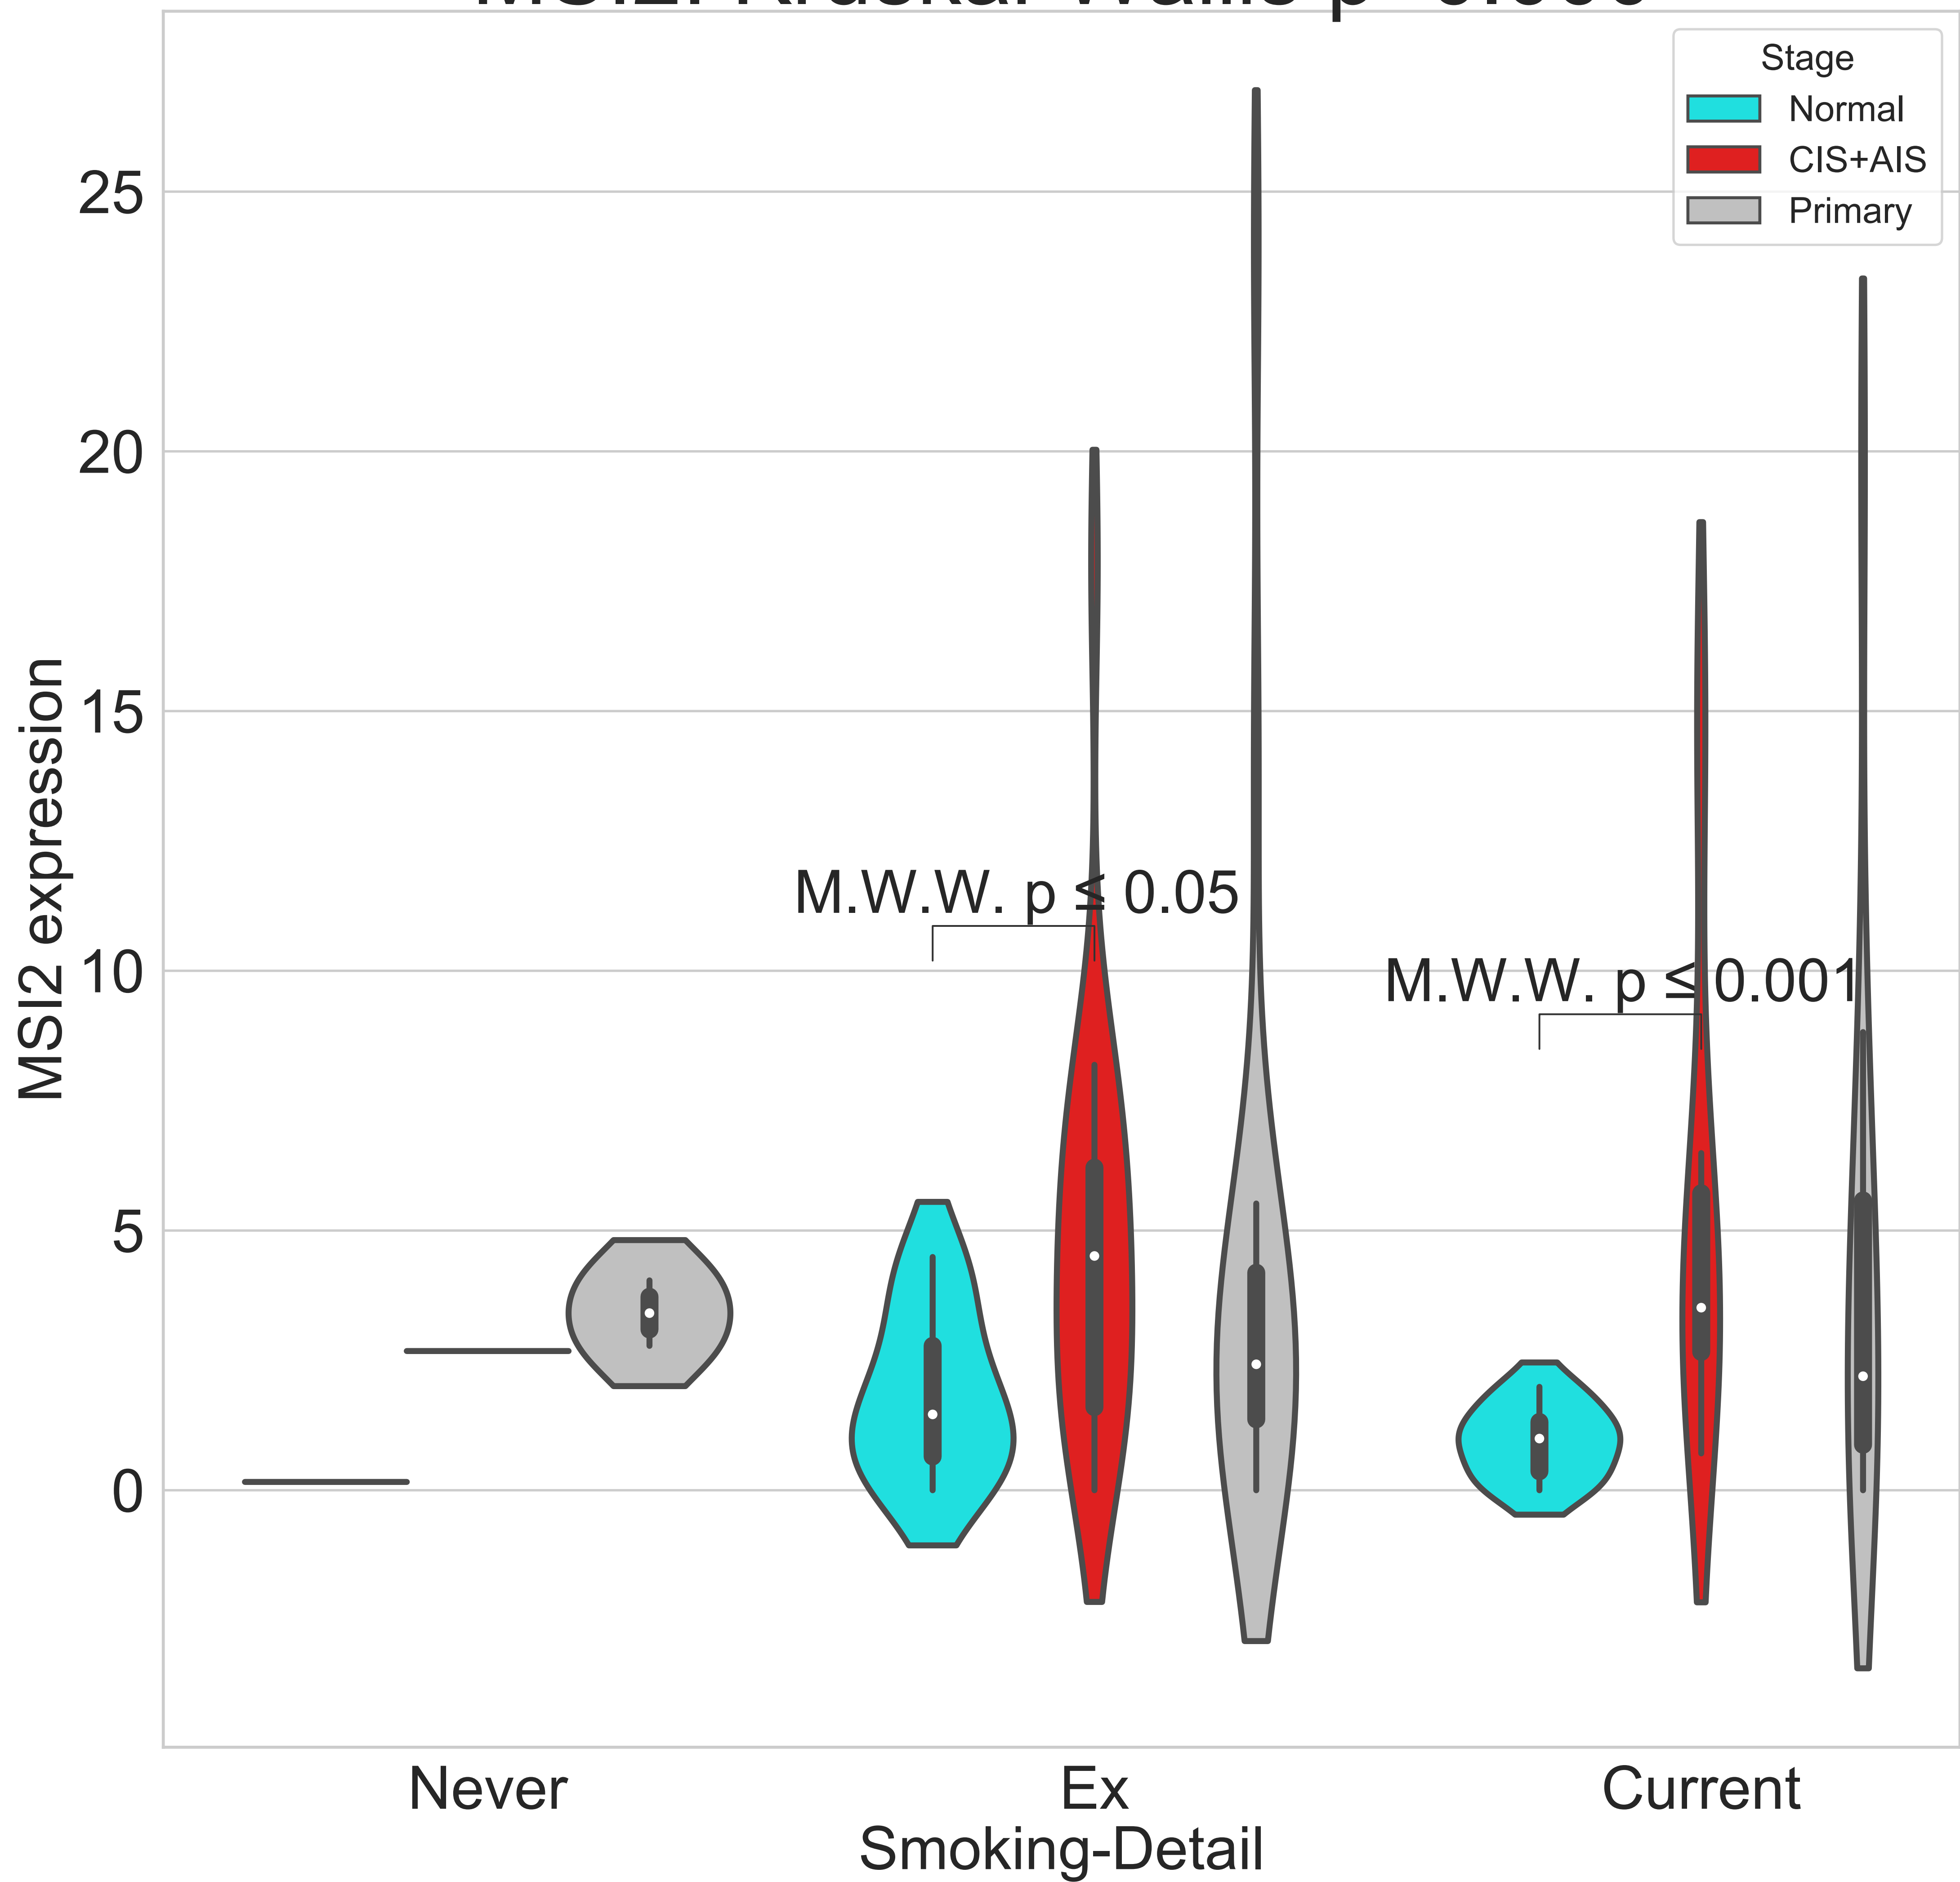 Stage
Normal
CIS+AIS
Primary
25
20
15
10
5
0
MSI2 expression
M.W.W. p ≤ 0.05
M.W.W. p ≤ 0.001
Never
Ex
Current
Smoking-Detail